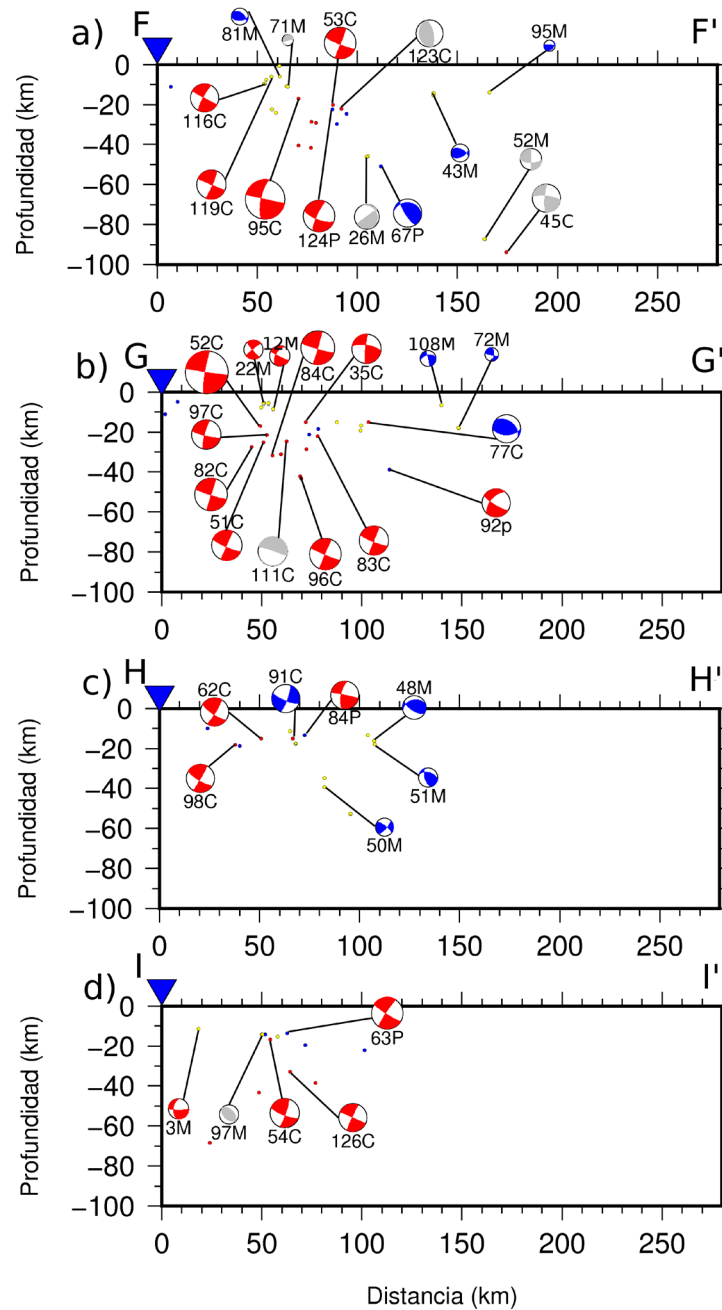 a) F 81M 71M 53C 123C 95M F'
116C 119C 95C 124P 26M 67P 43M 52M 45C
Profundidad (km)
0
−20
−40
−60
−80
−100
0 50 100 150 200 250
b) G 52C 22M 12M 84C 35C 108M 72M G'
97C 82C 51C 111C 96C 83C 77C 92p
Profundidad (km)
0
−20
−40
−60
−80
−100
0 50 100 150 200 250
c) H 62C 91C 84P 48M H'
98C 51M 50M
Profundidad (km)
0
−20
−40
−60
−80
−100
0 50 100 150 200 250
d) I I'
63P
3M 97M 54C 126C
Profundidad (km)
0
−20
−40
−60
−80
−100
0 50 100 150 200 250
Distancia (km)